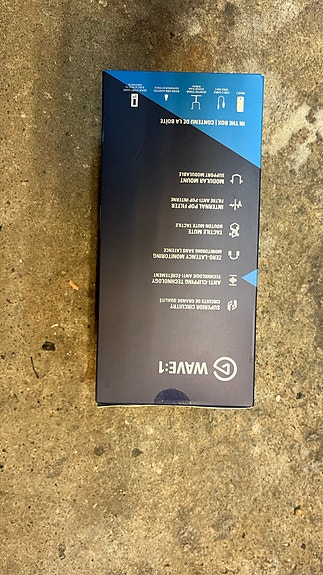 WAVE:1
SUPERIOR CIRCUITRY
CIRCUITS DE GRANDE QUALITÉ
ANTI-CLIPPING TECHNOLOGY
TECHNOLOGIE ANTI-ÉCRÊTEMENT
ZERO-LATENCY MONITORING
MONITORING SANS LATENCE
TACTILE MUTE
BOUTON MUTE TACTILE
INTERNAL POP FILTER
FILTRE ANTI-POP INTERNE
MODULAR MOUNT
SUPPORT MODULABLE
IN THE BOX | CONTENU DE LA BOÎTE